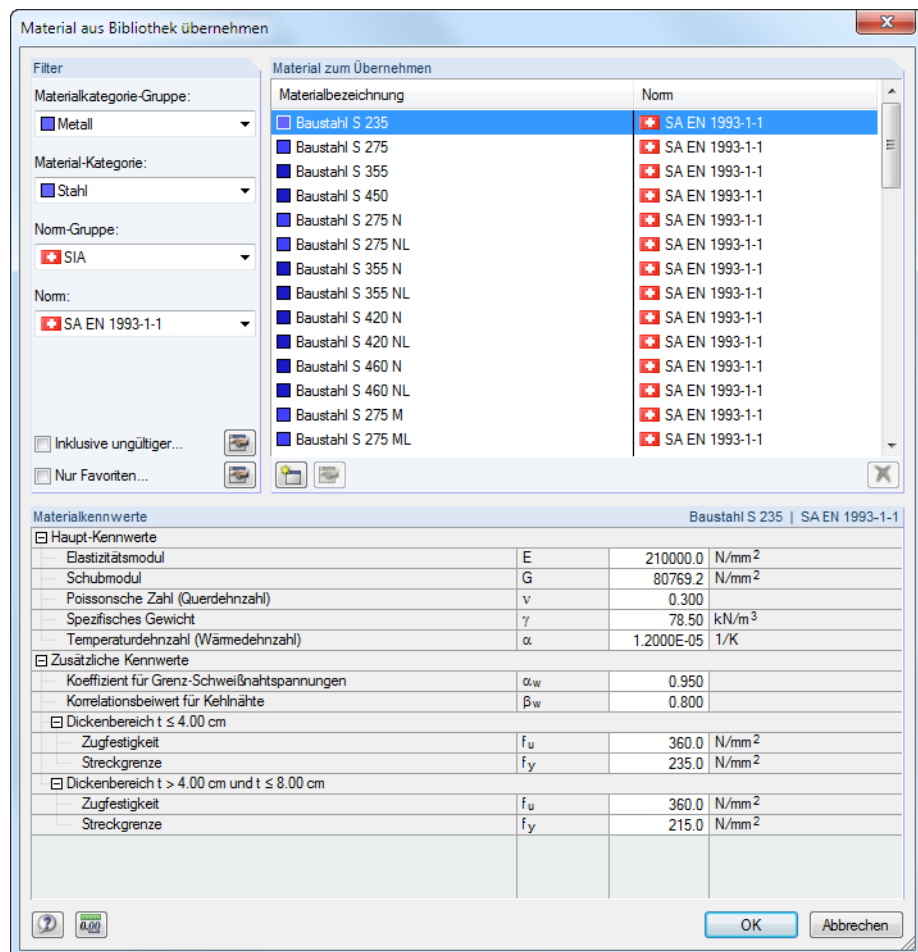 Material aus Bibliothek übernehmen
Filter
Materialkategorie-Gruppe:
Metall
Material-Kategorie:
Stahl
Norm-Gruppe:
SIA
Norm:
SA EN 1993-1-1
Inklusive ungültiger...
Nur Favoriten...
Material zum Übernehmen
Materialbezeichnung Norm
Baustahl S 235 SA EN 1993-1-1
Baustahl S 275 SA EN 1993-1-1
Baustahl S 355 SA EN 1993-1-1
Baustahl S 450 SA EN 1993-1-1
Baustahl S 275 N SA EN 1993-1-1
Baustahl S 275 NL SA EN 1993-1-1
Baustahl S 355 N SA EN 1993-1-1
Baustahl S 355 NL SA EN 1993-1-1
Baustahl S 420 N SA EN 1993-1-1
Baustahl S 420 NL SA EN 1993-1-1
Baustahl S 460 N SA EN 1993-1-1
Baustahl S 460 NL SA EN 1993-1-1
Baustahl S 275 M SA EN 1993-1-1
Baustahl S 275 ML SA EN 1993-1-1
Materialkennwerte Baustahl S 235 | SA EN 1993-1-1
Haupt-Kennwerte
Elastizitätsmodul E 210000.0 N/mm²
Schubmodul G 80769.2 N/mm²
Poissonsche Zahl (Querdehnzahl) ν 0.300
Spezifisches Gewicht γ 78.50 kN/m³
Temperaturdehnzahl (Wärmedehnzahl) α 1.2000E-05 1/K
Zusätzliche Kennwerte
Koeffizient für Grenz-Schweißnahtspannungen αw 0.950
Korrelationsbeiwert für Kehlnähte βw 0.800
Dickenbereich t ≤ 4.00 cm
Zugfestigkeit fu 360.0 N/mm²
Streckgrenze fy 235.0 N/mm²
Dickenbereich t > 4.00 cm und t ≤ 8.00 cm
Zugfestigkeit fu 360.0 N/mm²
Streckgrenze fy 215.0 N/mm²
0.00
OK Abbrechen